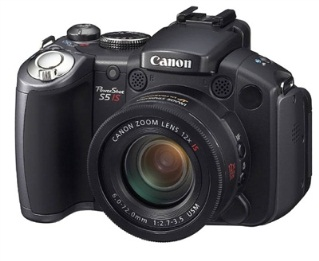 Canon
PowerShot
S5 IS
CANON ZOOM LENS 12x IS
6.0-72.0mm 1:2.7-3.5 USM